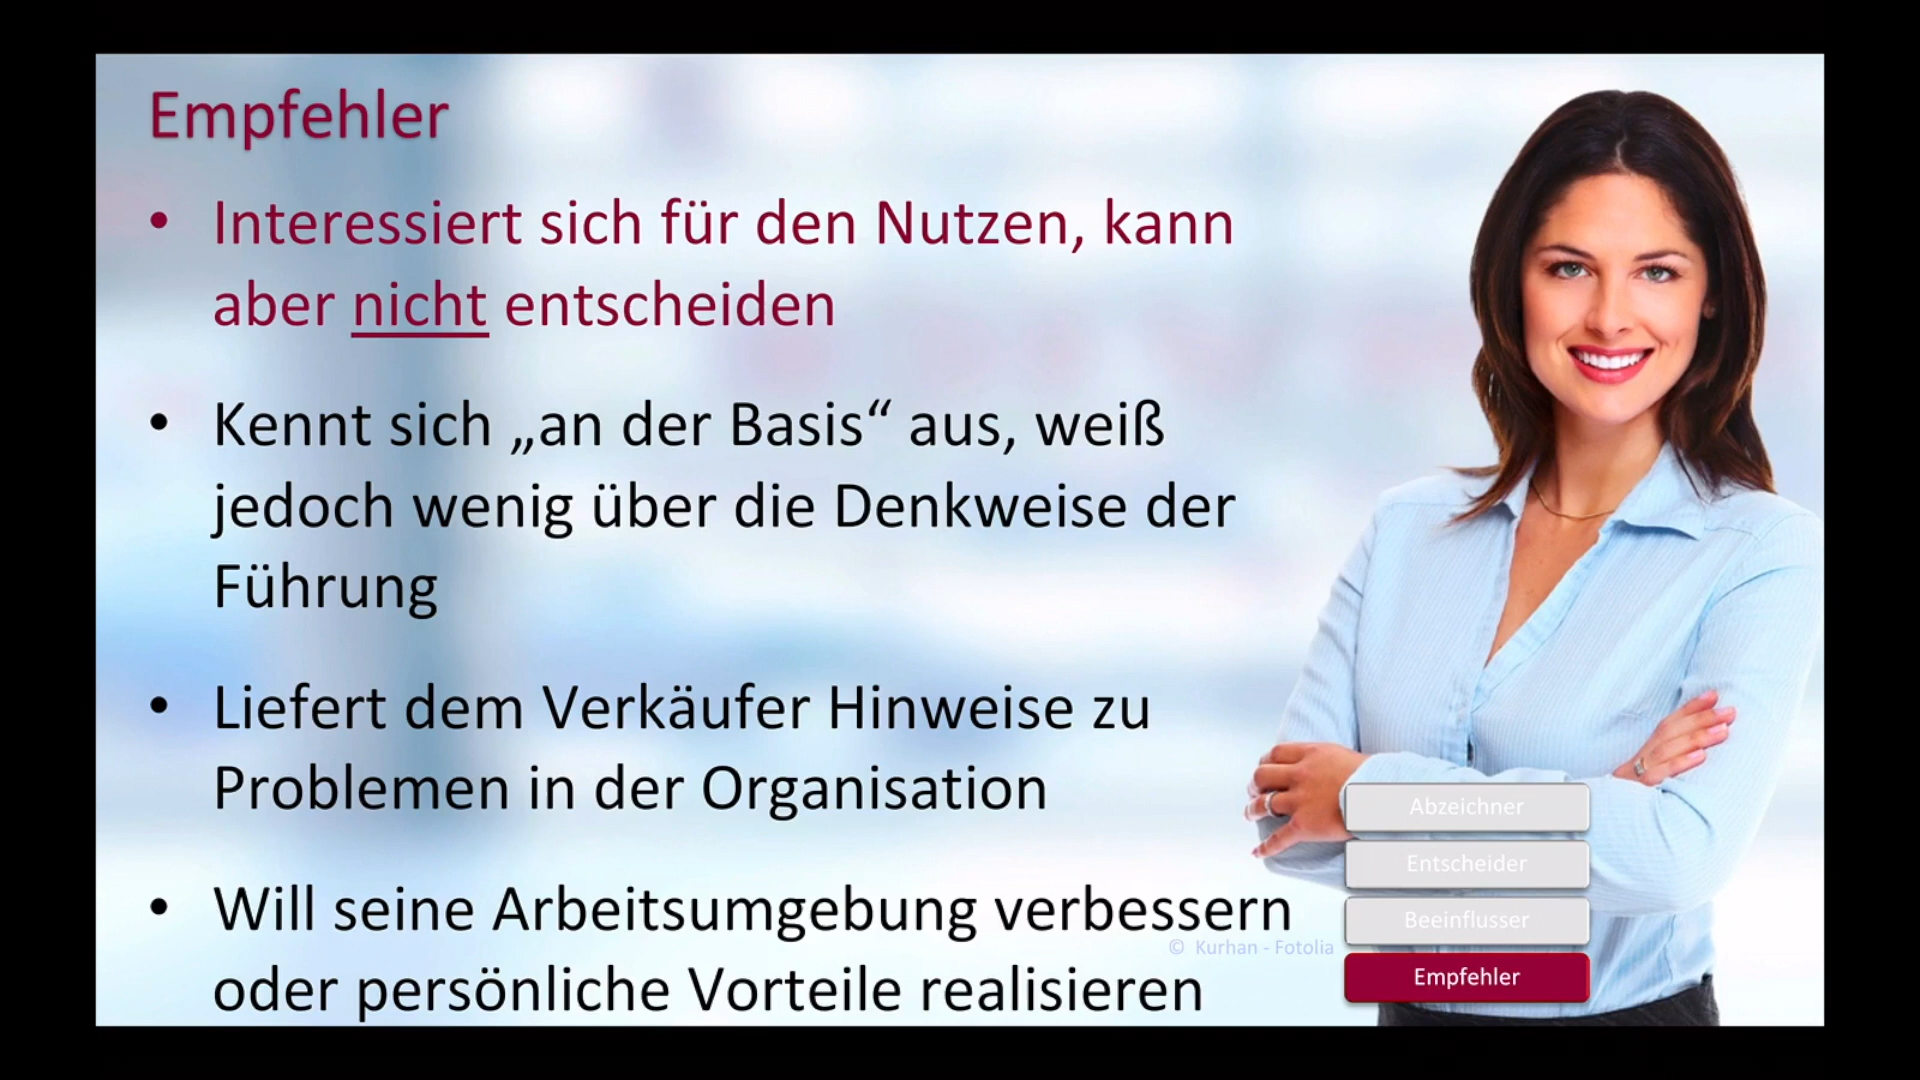 Empfehler
• Interessiert sich für den Nutzen, kann
aber nicht entscheiden
• Kennt sich „an der Basis“ aus, weiß
jedoch wenig über die Denkweise der
Führung
• Liefert dem Verkäufer Hinweise zu
Problemen in der Organisation
• Will seine Arbeitsumgebung verbessern
oder persönliche Vorteile realisieren
© Kurhan - Fotolia
Abzeichner
Entscheider
Beeinflusser
Empfehler